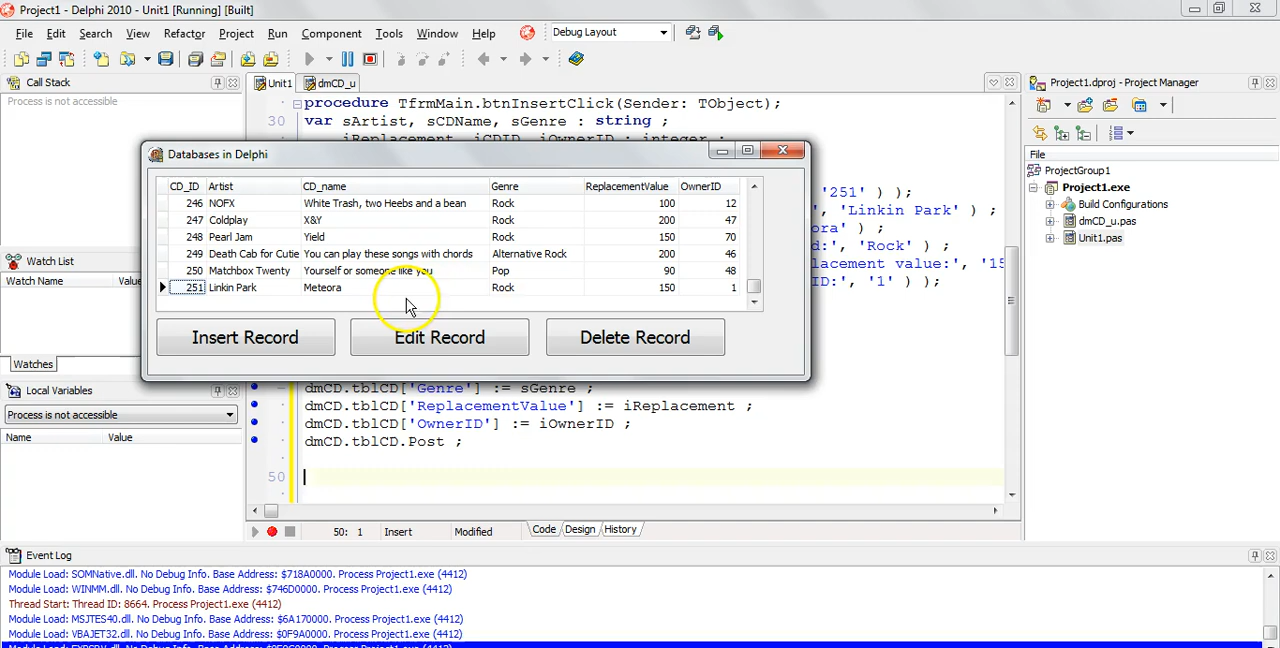 Project1 - Delphi 2010 - Unit1 [Running] [Built]
File Edit Search View Refactor Project Run Component Tools Window Help Debug Layout
Call Stack
Process is not accessible
Unit1 dmCD_u
procedure TfrmMain.btnInsertClick(Sender: TObject);
30 var sArtist, sCDName, sGenre : string ;
iReplacement, iCDID, iOwnerID : integer ;
Databases in Delphi
CD_ID Artist CD_name Genre ReplacementValue OwnerID
246 NOFX White Trash, two Heebs and a bean Rock 100 12
247 Coldplay X&Y Rock 200 47
248 Pearl Jam Yield Rock 150 70
249 Death Cab for Cutie You can play these songs with chords Alternative Rock 200 46
250 Matchbox Twenty Yourself or someone like you Pop 90 48
251 Linkin Park Meteora Rock 150 1
Insert Record Edit Record Delete Record
'251' ) );
, 'Linkin Park' ) ;
ora' ) ;
d:', 'Rock' ) ;
lacement value:', '15
ID:', '1' ) ) ;
dmCD.tblCD['Genre'] := sGenre ;
dmCD.tblCD['ReplacementValue'] := iReplacement ;
dmCD.tblCD['OwnerID'] := iOwnerID ;
dmCD.tblCD.Post ;
50
50: 1 Insert Modified Code Design History
Watch List
Watch Name Value
Watches
Local Variables
Process is not accessible
Name Value
Project1.dproj - Project Manager
File
ProjectGroup1
Project1.exe
Build Configurations
dmCD_u.pas
Unit1.pas
Event Log
Module Load: SOMNative.dll. No Debug Info. Base Address: $718A0000. Process Project1.exe (4412)
Module Load: WINMM.dll. No Debug Info. Base Address: $746D0000. Process Project1.exe (4412)
Thread Start: Thread ID: 8664. Process Project1.exe (4412)
Module Load: MSJTES40.dll. No Debug Info. Base Address: $6A170000. Process Project1.exe (4412)
Module Load: VBAJET32.dll. No Debug Info. Base Address: $0F9A0000. Process Project1.exe (4412)